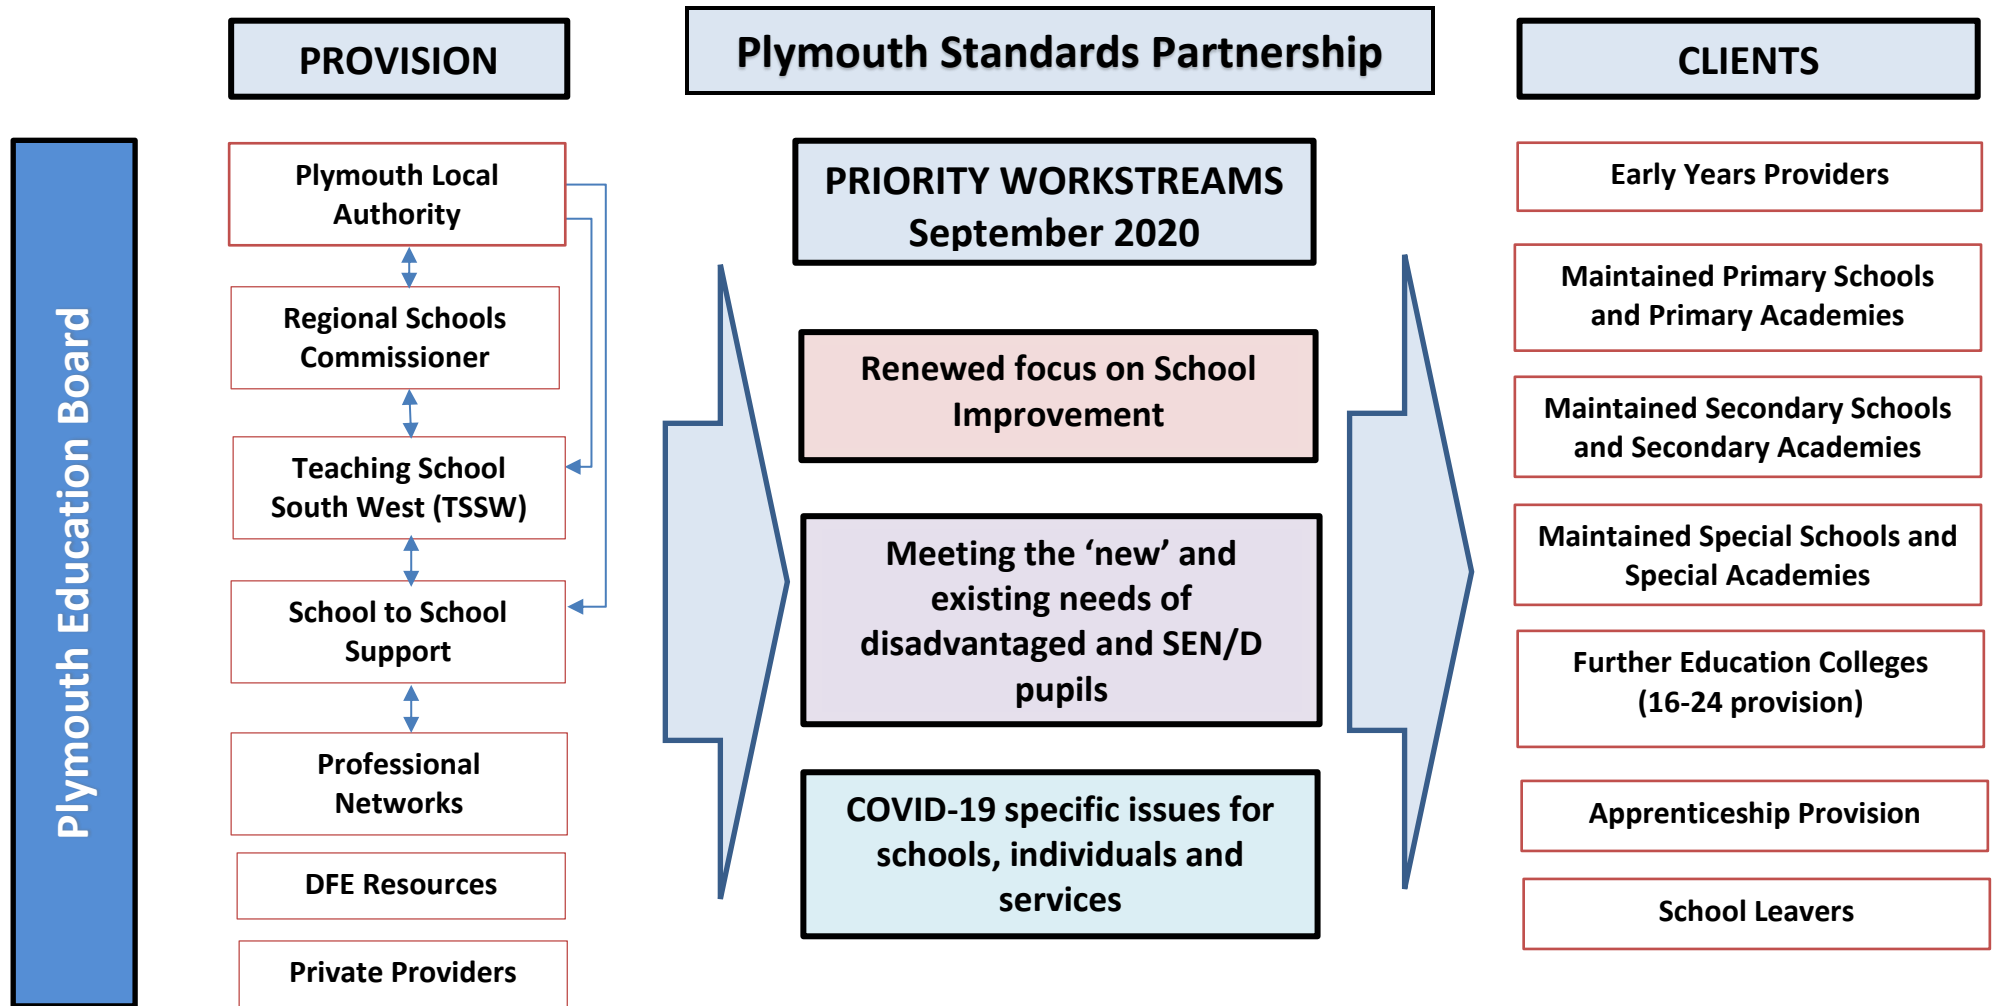 Plymouth Standards Partnership
Plymouth Education Board
PROVISION
Plymouth Local
Authority
Regional Schools
Commissioner
Teaching School
South West (TSSW)
School to School
Support
Professional
Networks
DFE Resources
Private Providers
PRIORITY WORKSTREAMS
September 2020
Renewed focus on School
Improvement
Meeting the ‘new’ and
existing needs of
disadvantaged and SEN/D
pupils
COVID-19 specific issues for
schools, individuals and
services
CLIENTS
Early Years Providers
Maintained Primary Schools
and Primary Academies
Maintained Secondary Schools
and Secondary Academies
Maintained Special Schools and
Special Academies
Further Education Colleges
(16-24 provision)
Apprenticeship Provision
School Leavers